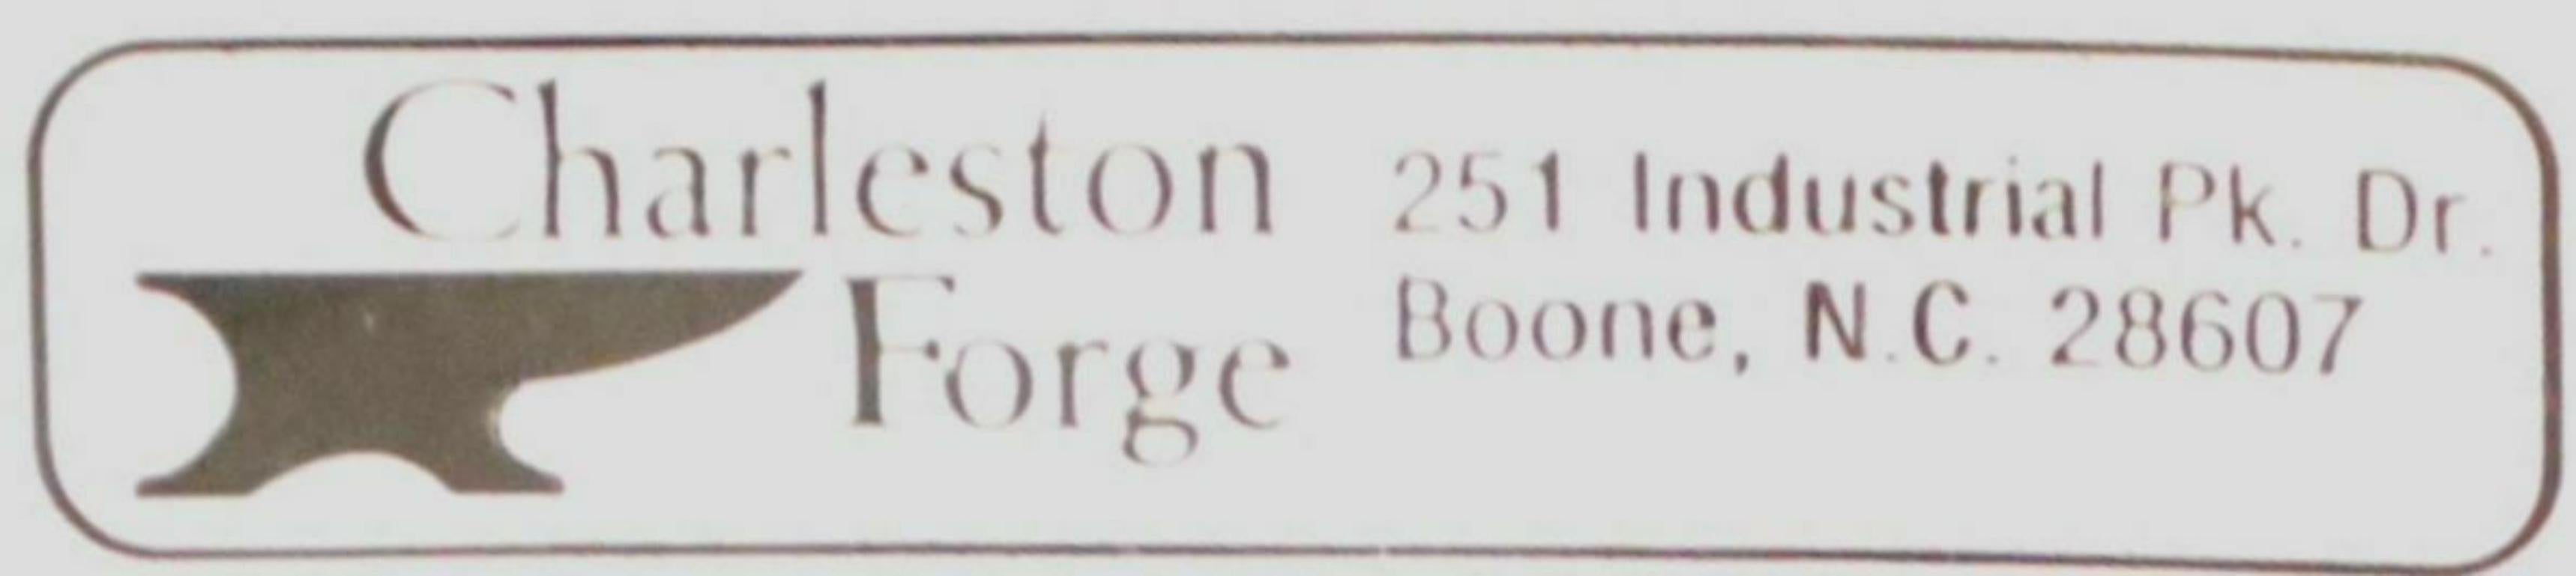 Charleston
Forge
251 Industrial Pk. Dr.
Boone, N.C. 28607